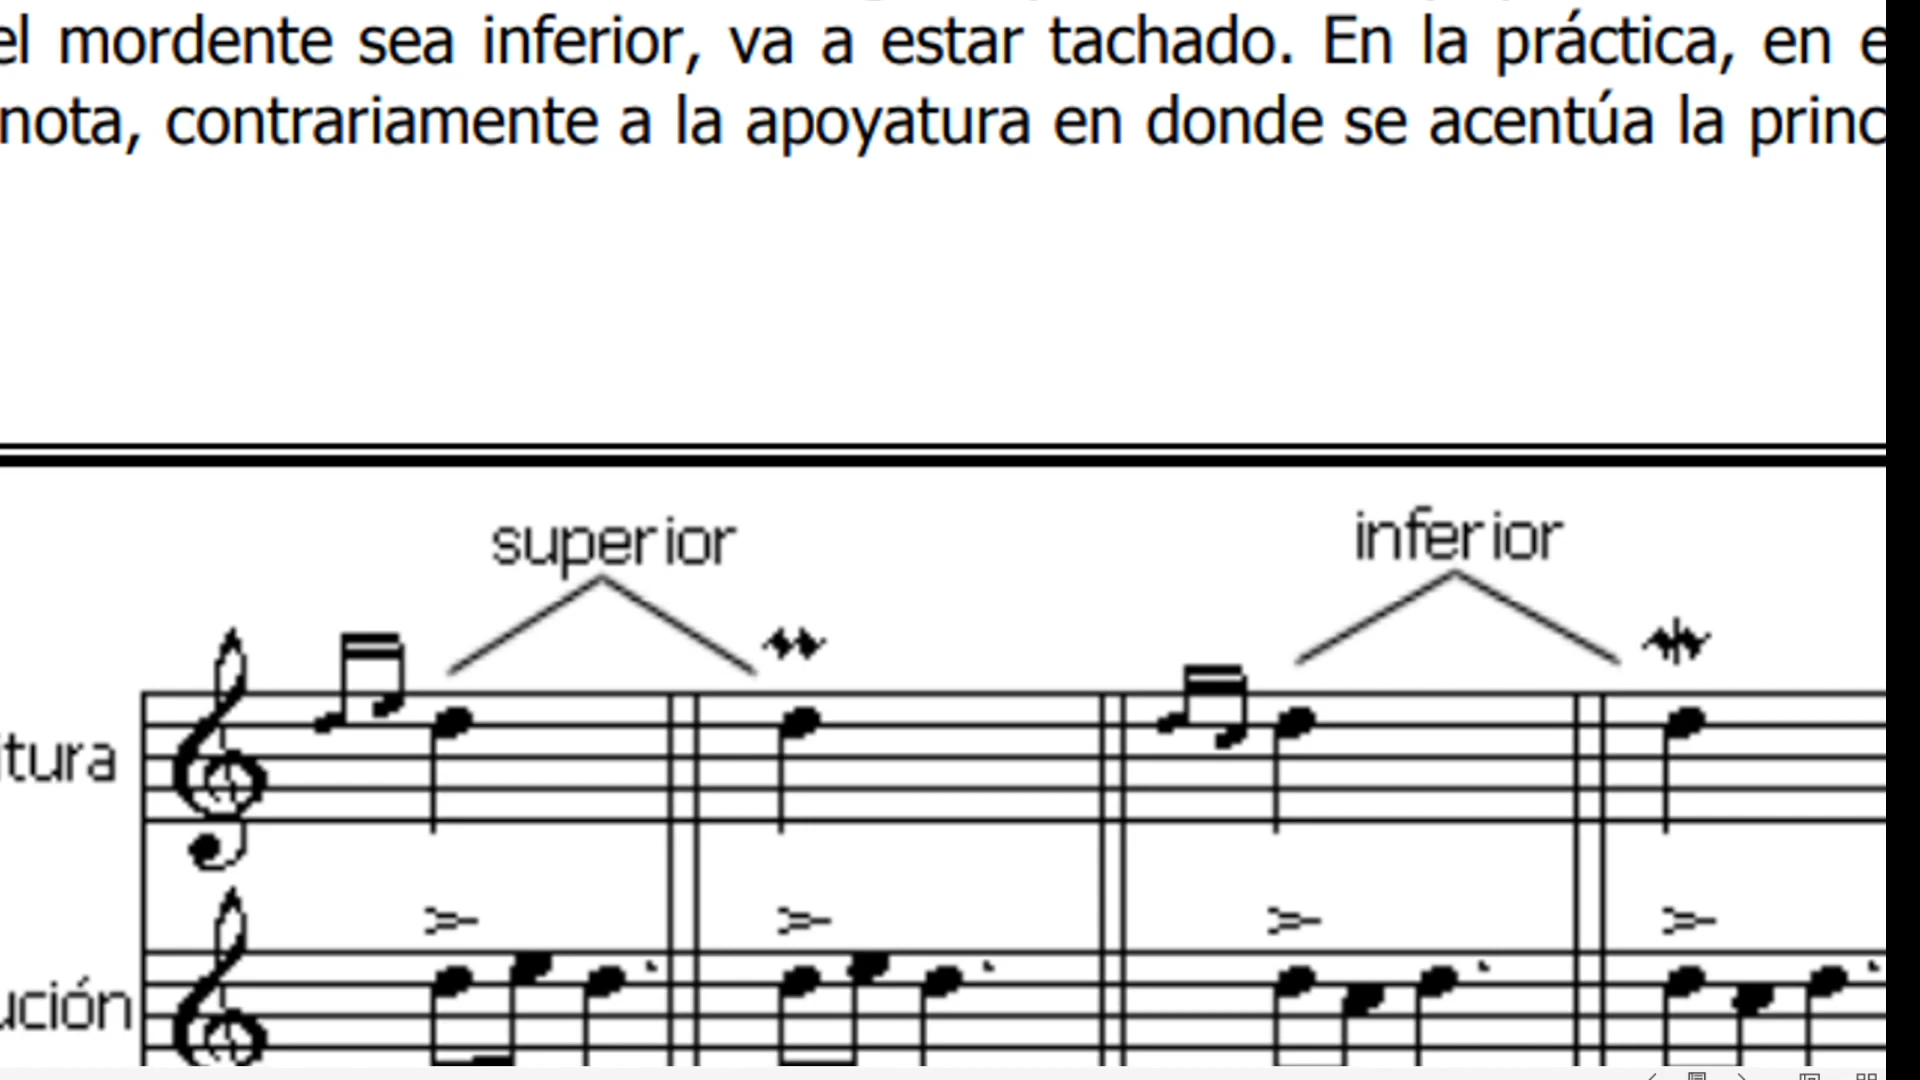 el mordente sea inferior, va a estar tachado. En la práctica, en e
nota, contrariamente a la apoyatura en donde se acentúa la princ
superior
inferior
itura
ución